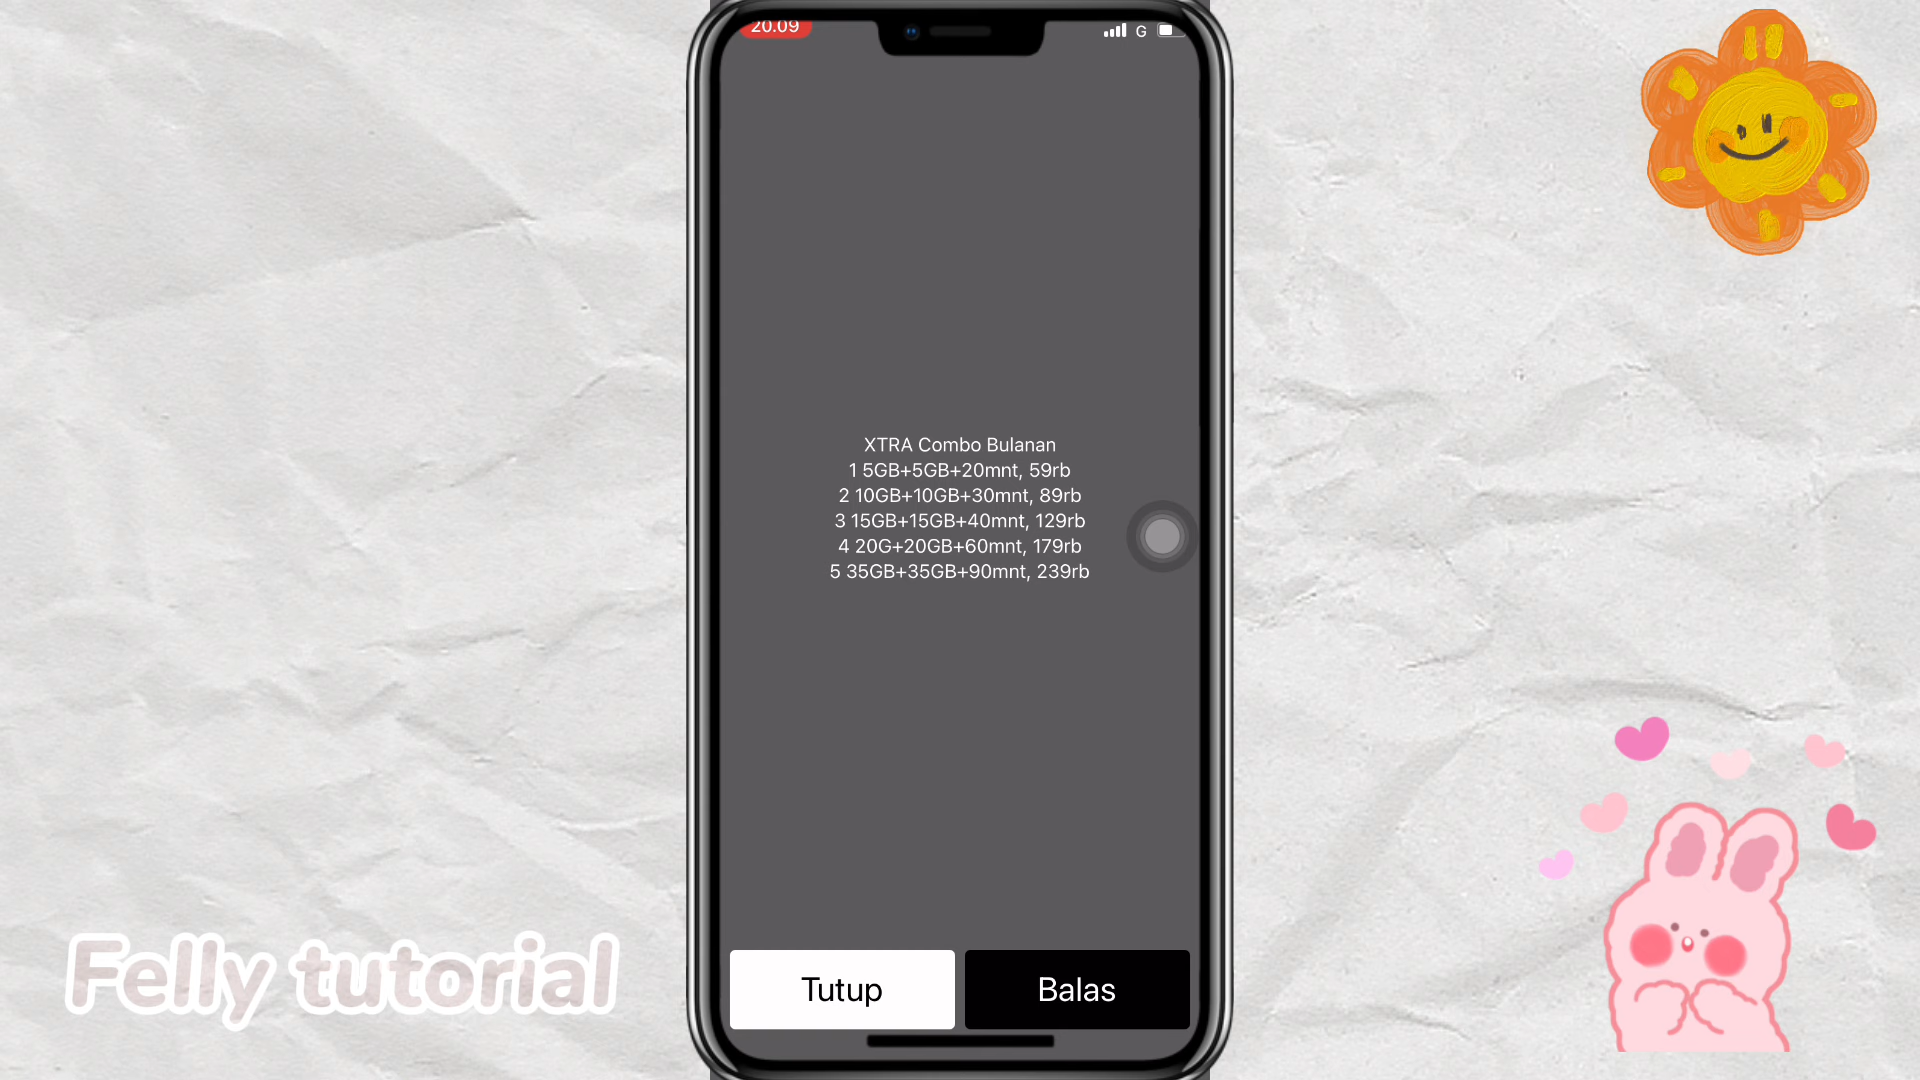 20.09
G
XTRA Combo Bulanan
1 5GB+5GB+20mnt, 59rb
2 10GB+10GB+30mnt, 89rb
3 15GB+15GB+40mnt, 129rb
4 20G+20GB+60mnt, 179rb
5 35GB+35GB+90mnt, 239rb
Tutup
Balas
Felly tutorial